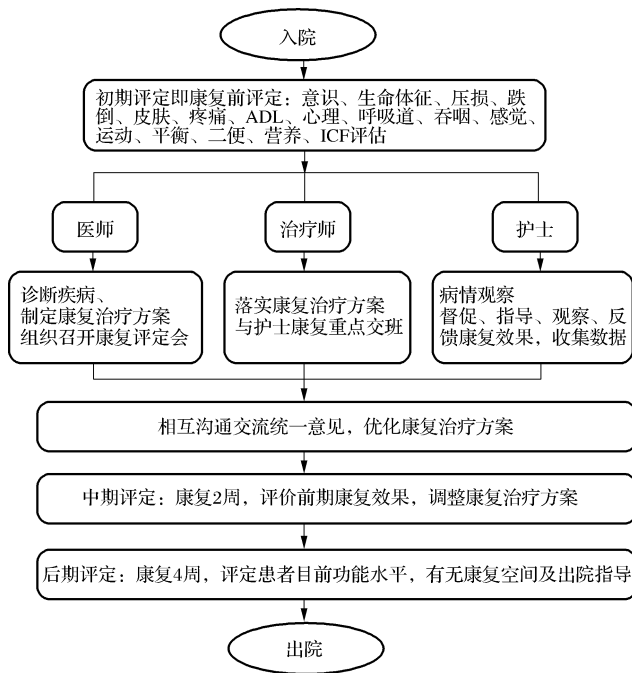 入院
初期评定即康复前评定：意识、生命体征、压损、跌
倒、皮肤、疼痛、ADL、心理、呼吸道、吞咽、感觉、
运动、平衡、二便、营养、ICF评估
医师
治疗师
护士
诊断疾病、
制定康复治疗方案
组织召开康复评定会
落实康复治疗方案
与护士康复重点交班
病情观察
督促、指导、观察、反
馈康复效果，收集数据
相互沟通交流统一意见，优化康复治疗方案
中期评定：康复2周，评价前期康复效果，调整康复治疗方案
后期评定：康复4周，评定患者目前功能水平，有无康复空间及出院指导
出院